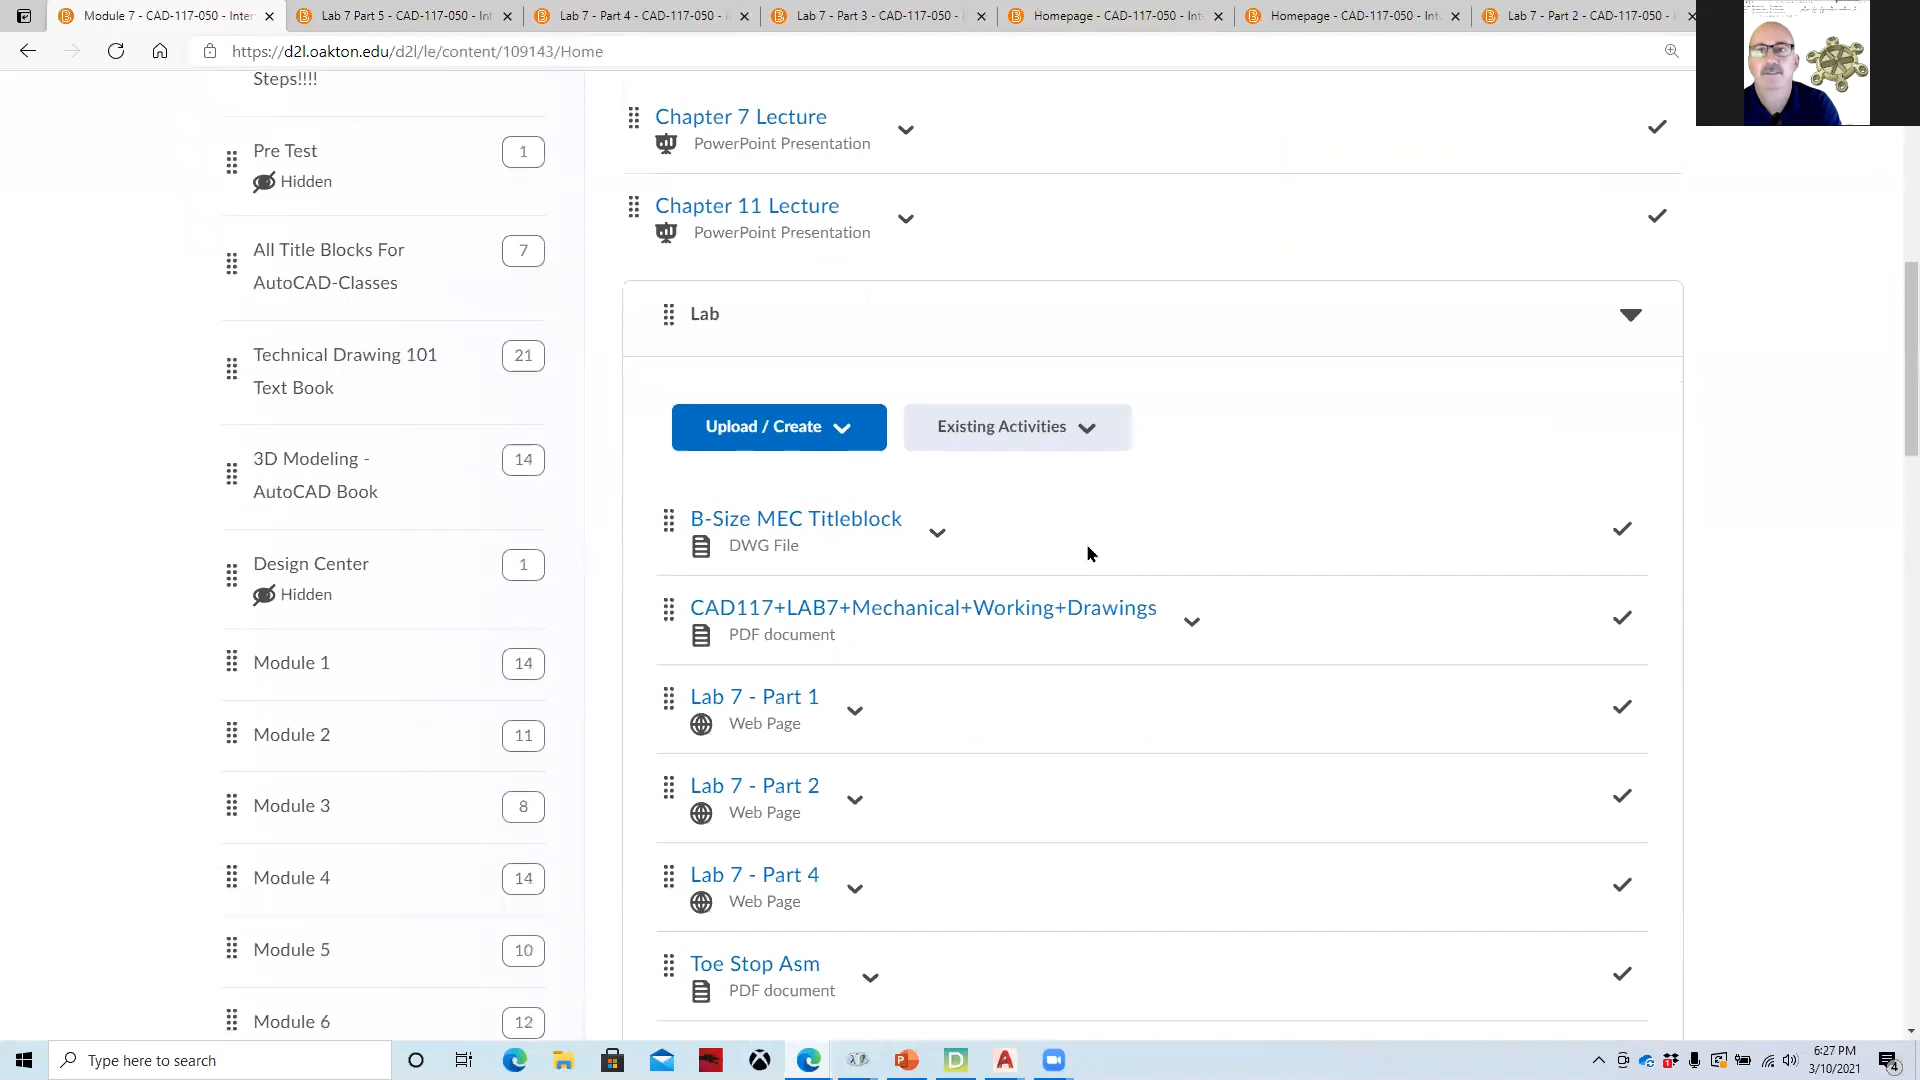 Module 7 - CAD-117-050 - Inter
Lab 7 Part 5 - CAD-117-050 - Int
Lab 7 - Part 4 - CAD-117-050 -
Lab 7 - Part 3 - CAD-117-050 -
Homepage - CAD-117-050 - Int
Homepage - CAD-117-050 - Int
Lab 7 - Part 2 - CAD-117-050 -
https://d2l.oakton.edu/d2l/le/content/109143/Home
Steps!!!!
Pre Test
1
Hidden
All Title Blocks For
AutoCAD-Classes
7
Technical Drawing 101
Text Book
21
3D Modeling -
AutoCAD Book
14
Design Center
1
Hidden
Module 1
14
Module 2
11
Module 3
8
Module 4
14
Module 5
10
Module 6
12
Chapter 7 Lecture
PowerPoint Presentation
Chapter 11 Lecture
PowerPoint Presentation
Lab
Upload / Create
Existing Activities
B-Size MEC Titleblock
DWG File
CAD117+LAB7+Mechanical+Working+Drawings
PDF document
Lab 7 - Part 1
Web Page
Lab 7 - Part 2
Web Page
Lab 7 - Part 4
Web Page
Toe Stop Asm
PDF document
Type here to search
6:27 PM
3/10/2021
4